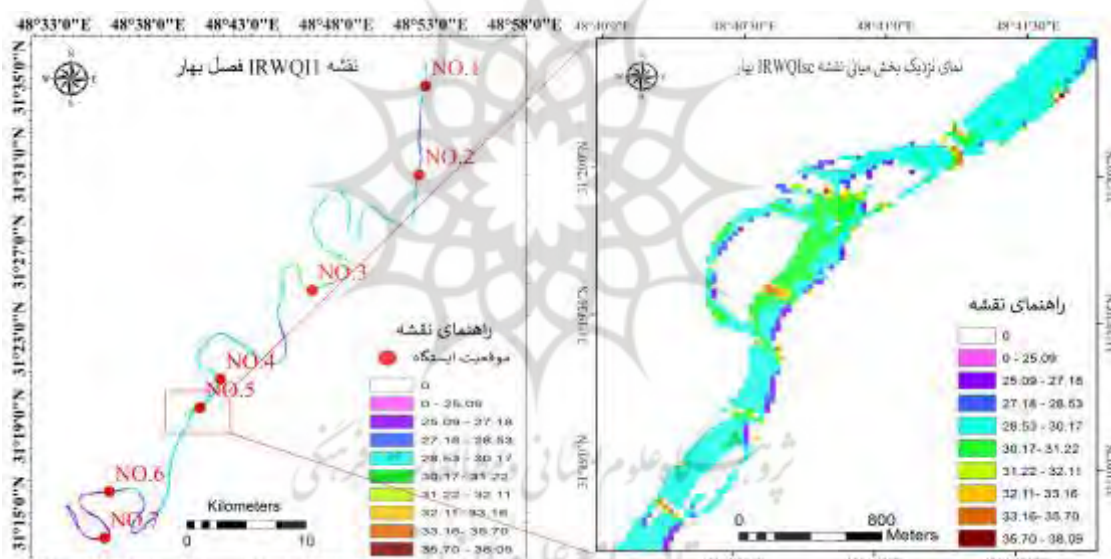 48°33'0"E 48°38'0"E 48°43'0"E 48°48'0"E 48°53'0"E 48°58'0"E
نقشه IRWQI1 فصل بهار
31°35'0"N
31°31'0"N
31°27'0"N
31°23'0"N
31°19'0"N
31°15'0"N
NO.1
NO.2
NO.3
NO.4
NO.5
NO.6
راهنمای نقشه
موقعیت ایستگاه
0
0 - 25.09
25.09 - 27.18
27.18 - 28.53
28.53 - 30.17
30.17 - 31.22
31.22 - 32.11
32.11 - 33.16
33.16 - 35.70
35.70 - 38.09
Kilometers
0 10
نمای نزدیک بخش میانی نقشه IRWQIsc بهار
راهنمای نقشه
0
0 - 25.09
25.09 - 27.18
27.18 - 28.53
28.53 - 30.17
30.17 - 31.22
31.22 - 32.11
32.11 - 33.16
33.16 - 35.70
35.70 - 38.09
0 800
Meters